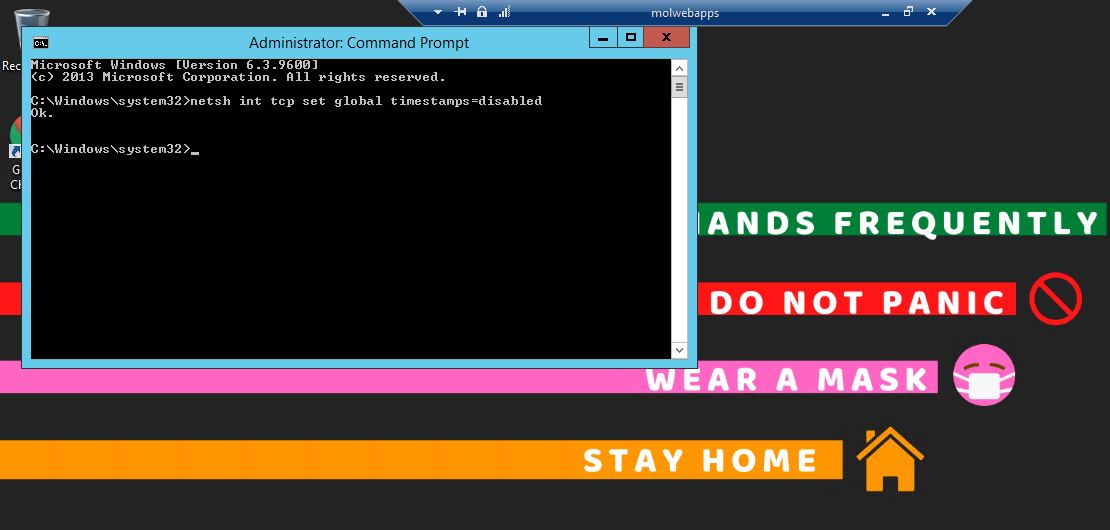 molwebapps
Administrator: Command Prompt
C:\.
Microsoft Windows [Version 6.3.9600]
(c) 2013 Microsoft Corporation. All rights reserved.
C:\Windows\system32>netsh int tcp set global timestamps=disabled
Ok.
C:\Windows\system32>_
Rec
G
Ch
ANDS FREQUENTLY
DO NOT PANIC
WEAR A MASK
STAY HOME